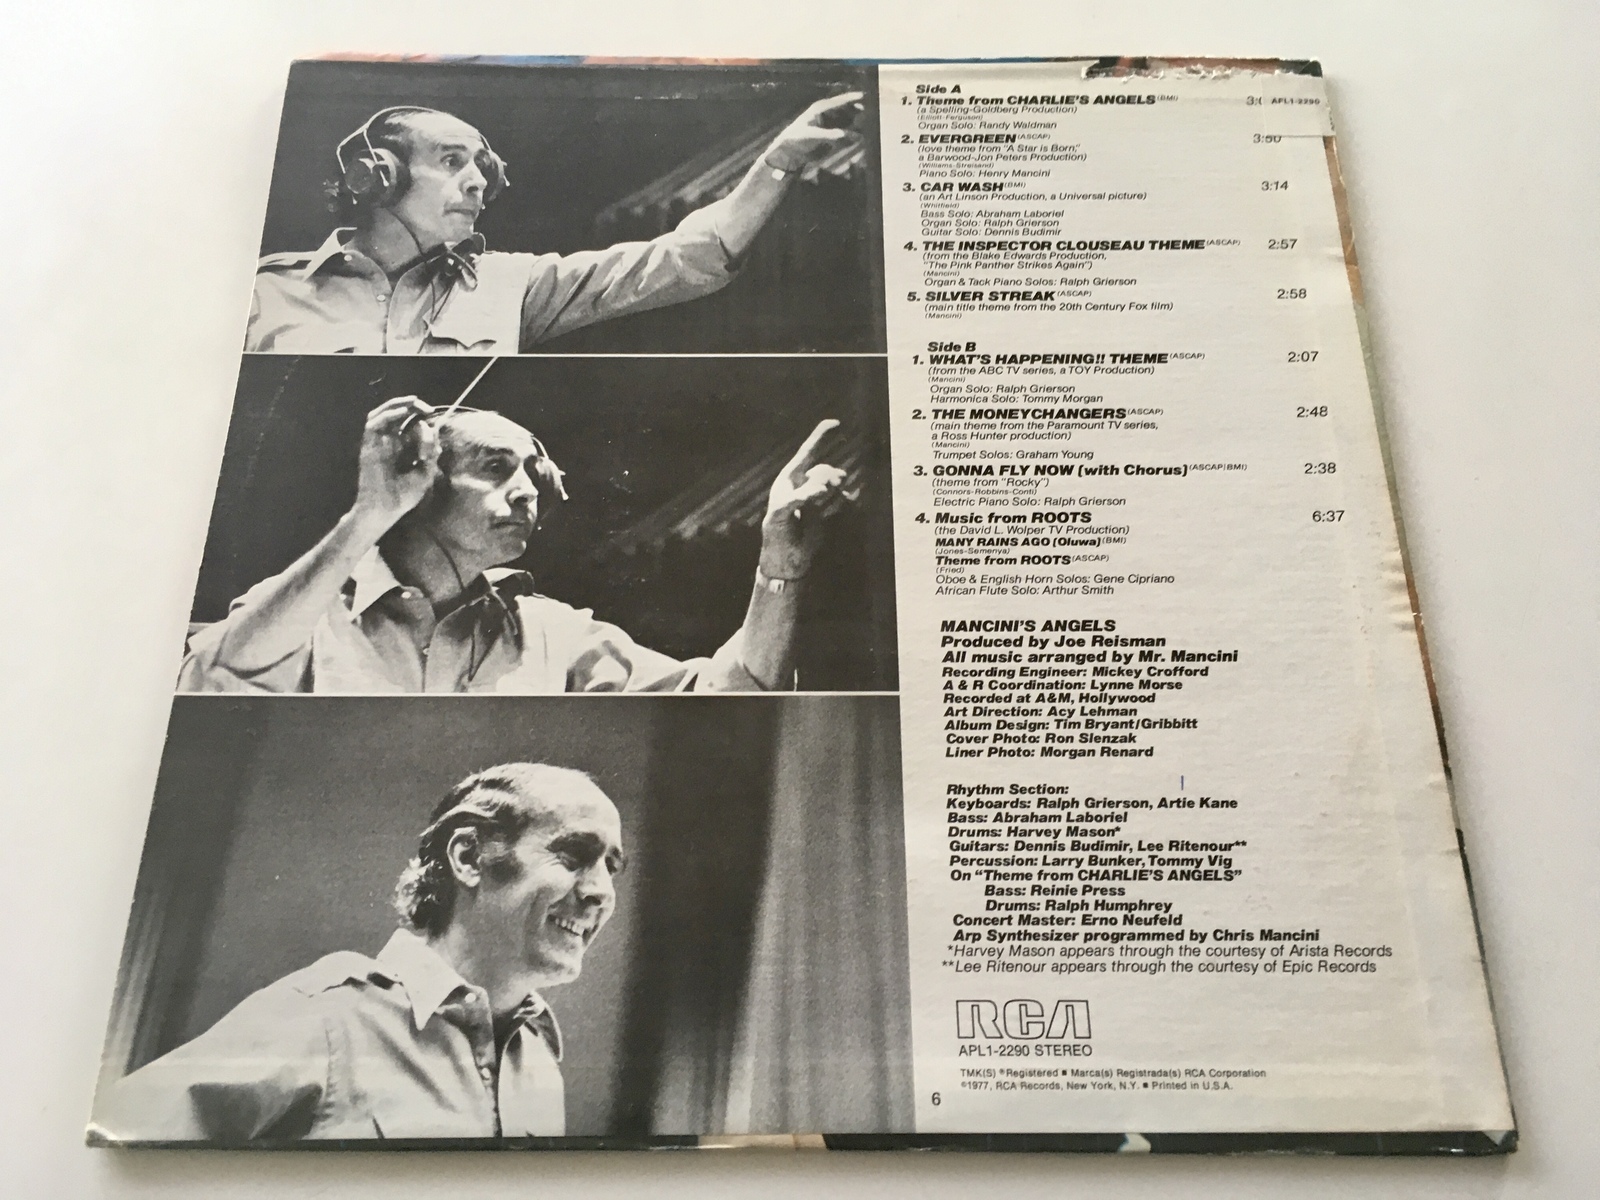 Side A
1. Theme from CHARLIE'S ANGELS (BMI) 3:0 APL1-2290
(a Spelling-Goldberg Production)
(Elliott-Ferguson)
Organ Solo: Randy Waldman
2. EVERGREEN (ASCAP) 3:50
(love theme from "A Star is Born,"
a Barwood-Jon Peters Production)
(Williams-Streisand)
Piano Solo: Henry Mancini
3. CAR WASH (BMI) 3:14
(an Art Linson Production, a Universal picture)
(Whitfield)
Bass Solo: Abraham Laboriel
Organ Solo: Ralph Grierson
Guitar Solo: Dennis Budimir
4. THE INSPECTOR CLOUSEAU THEME (ASCAP) 2:57
(from the Blake Edwards Production,
"The Pink Panther Strikes Again")
(Mancini)
Organ & Tack Piano Solos: Ralph Grierson
5. SILVER STREAK (ASCAP) 2:58
(main title theme from the 20th Century Fox film)
(Mancini)
Side B
1. WHAT'S HAPPENING!! THEME (ASCAP) 2:07
(from the ABC TV series, a TOY Production)
(Mancini)
Organ Solo: Ralph Grierson
Harmonica Solo: Tommy Morgan
2. THE MONEYCHANGERS (ASCAP) 2:48
(main theme from the Paramount TV series,
a Ross Hunter production)
(Mancini)
Trumpet Solos: Graham Young
3. GONNA FLY NOW (with Chorus) (ASCAP/BMI) 2:38
(theme from "Rocky")
(Connors-Robbins-Conti)
Electric Piano Solo: Ralph Grierson
4. Music from ROOTS 6:37
(the David L. Wolper TV Production)
MANY RAINS AGO (Oluwa) (BMI)
(Jones-Semenya)
Theme from ROOTS (ASCAP)
(Fried)
Oboe & English Horn Solos: Gene Cipriano
African Flute Solo: Arthur Smith
MANCINI'S ANGELS
Produced by Joe Reisman
All music arranged by Mr. Mancini
Recording Engineer: Mickey Crofford
A & R Coordination: Lynne Morse
Recorded at A&M, Hollywood
Art Direction: Acy Lehman
Album Design: Tim Bryant/Gribbitt
Cover Photo: Ron Slenzak
Liner Photo: Morgan Renard
Rhythm Section:
Keyboards: Ralph Grierson, Artie Kane
Bass: Abraham Laboriel
Drums: Harvey Mason*
Guitars: Dennis Budimir, Lee Ritenour**
Percussion: Larry Bunker, Tommy Vig
On "Theme from CHARLIE'S ANGELS"
Bass: Reinie Press
Drums: Ralph Humphrey
Concert Master: Erno Neufeld
Arp Synthesizer programmed by Chris Mancini
*Harvey Mason appears through the courtesy of Arista Records
**Lee Ritenour appears through the courtesy of Epic Records
RCA
APL1-2290 STEREO
TMK(S) ® Registered ■ Marca(s) Registrada(s) RCA Corporation
©1977, RCA Records, New York, N.Y. ■ Printed in U.S.A.
6